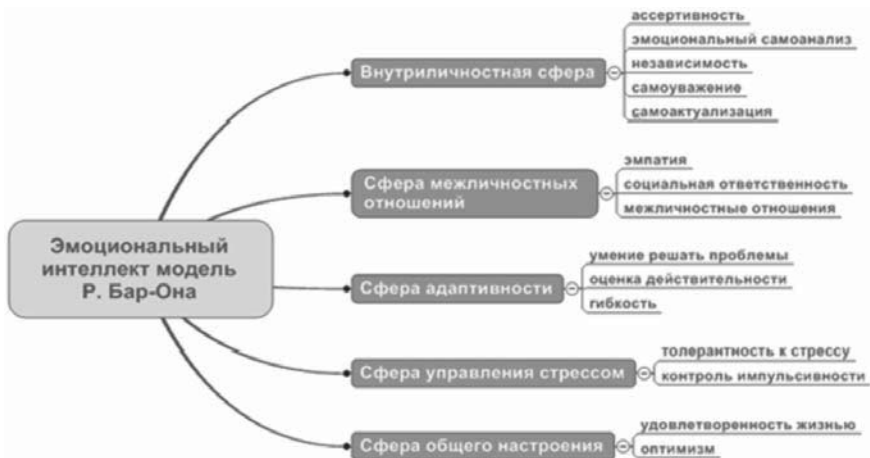 Эмоциональный
интеллект модель
Р. Бар-Она
Внутриличностная сфера
ассертивность
эмоциональный самоанализ
независимость
самоуважение
самоактуализация
Сфера межличностных
отношений
эмпатия
социальная ответственность
межличностные отношения
Сфера адаптивности
умение решать проблемы
оценка действительности
гибкость
Сфера управления стрессом
толерантность к стрессу
контроль импульсивности
Сфера общего настроения
удовлетворенность жизнью
оптимизм